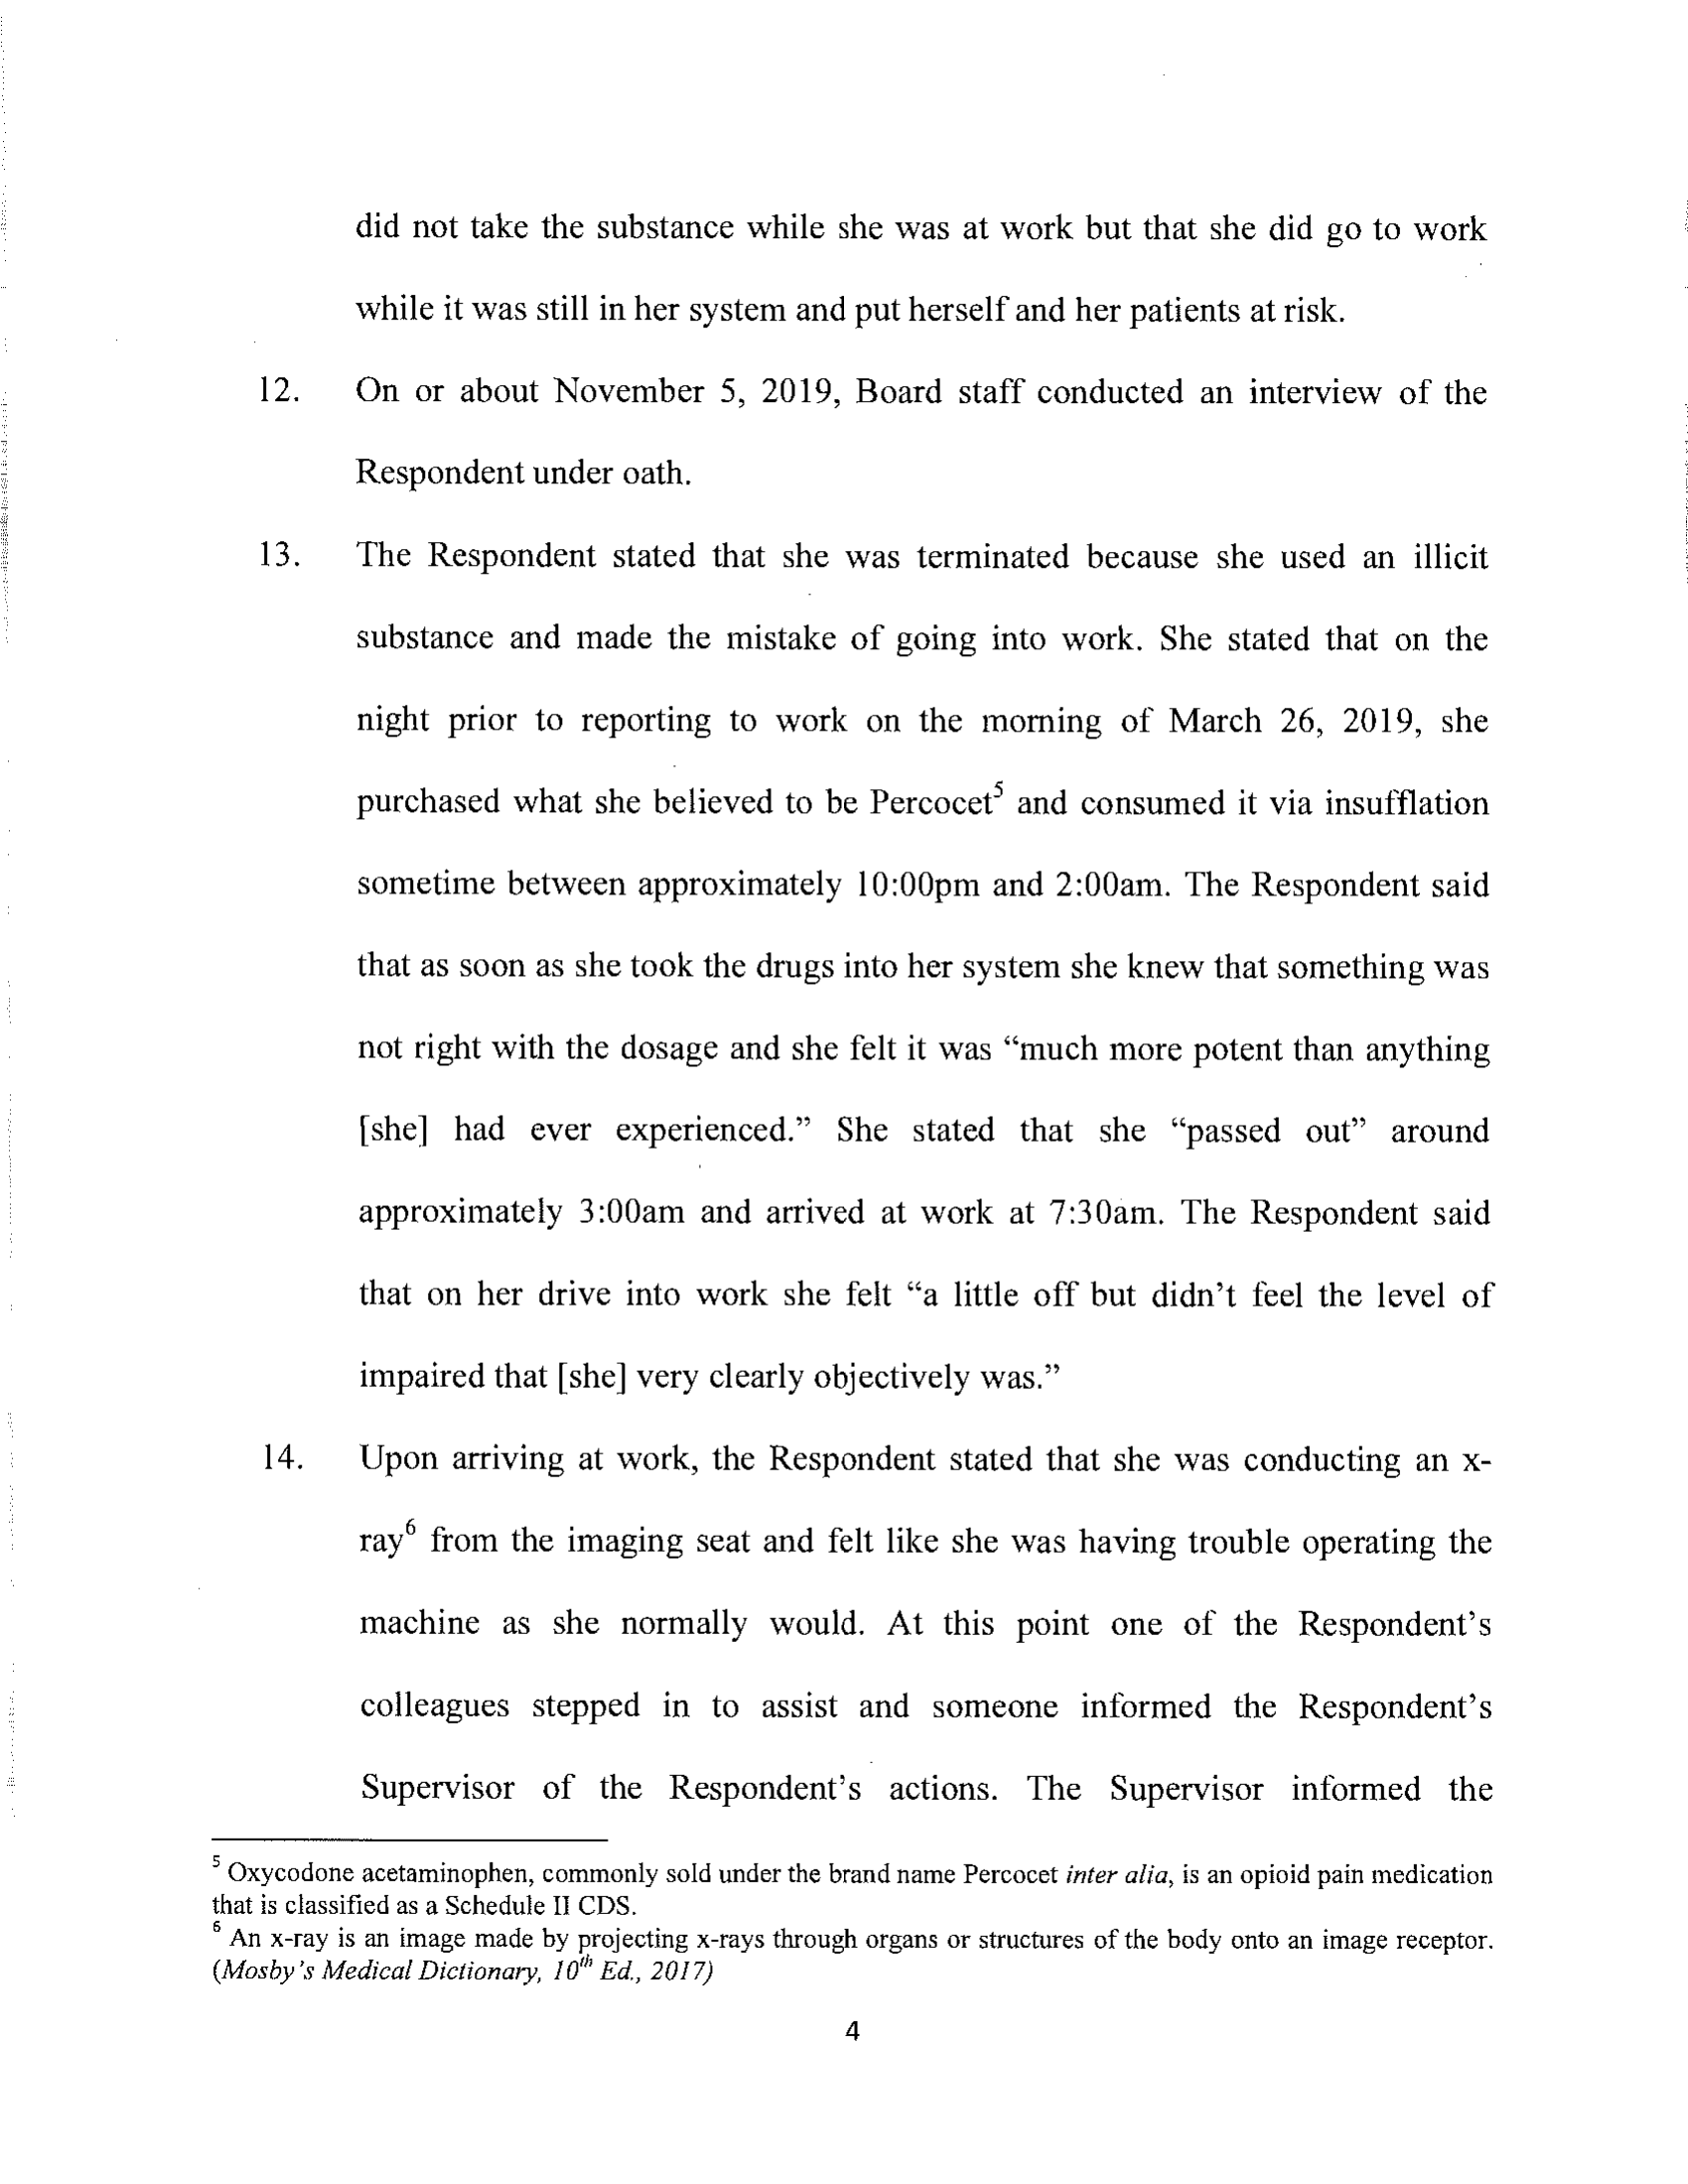 did not take the substance while she was at work but that she did go to work
while it was still in her system and put herself and her patients at risk.
12. On or about November 5, 2019, Board staff conducted an interview of the
Respondent under oath.
13. The Respondent stated that she was terminated because she used an illicit
substance and made the mistake of going into work. She stated that on the
night prior to reporting to work on the morning of March 26, 2019, she
purchased what she believed to be Percocet⁵ and consumed it via insufflation
sometime between approximately 10:00pm and 2:00am. The Respondent said
that as soon as she took the drugs into her system she knew that something was
not right with the dosage and she felt it was “much more potent than anything
[she] had ever experienced.” She stated that she “passed out” around
approximately 3:00am and arrived at work at 7:30am. The Respondent said
that on her drive into work she felt “a little off but didn’t feel the level of
impaired that [she] very clearly objectively was.”
14. Upon arriving at work, the Respondent stated that she was conducting an x-
ray⁶ from the imaging seat and felt like she was having trouble operating the
machine as she normally would. At this point one of the Respondent’s
colleagues stepped in to assist and someone informed the Respondent’s
Supervisor of the Respondent’s actions. The Supervisor informed the
⁵ Oxycodone acetaminophen, commonly sold under the brand name Percocet inter alia, is an opioid pain medication
that is classified as a Schedule II CDS.
⁶ An x-ray is an image made by projecting x-rays through organs or structures of the body onto an image receptor.
(Mosby’s Medical Dictionary, 10th Ed., 2017)
4